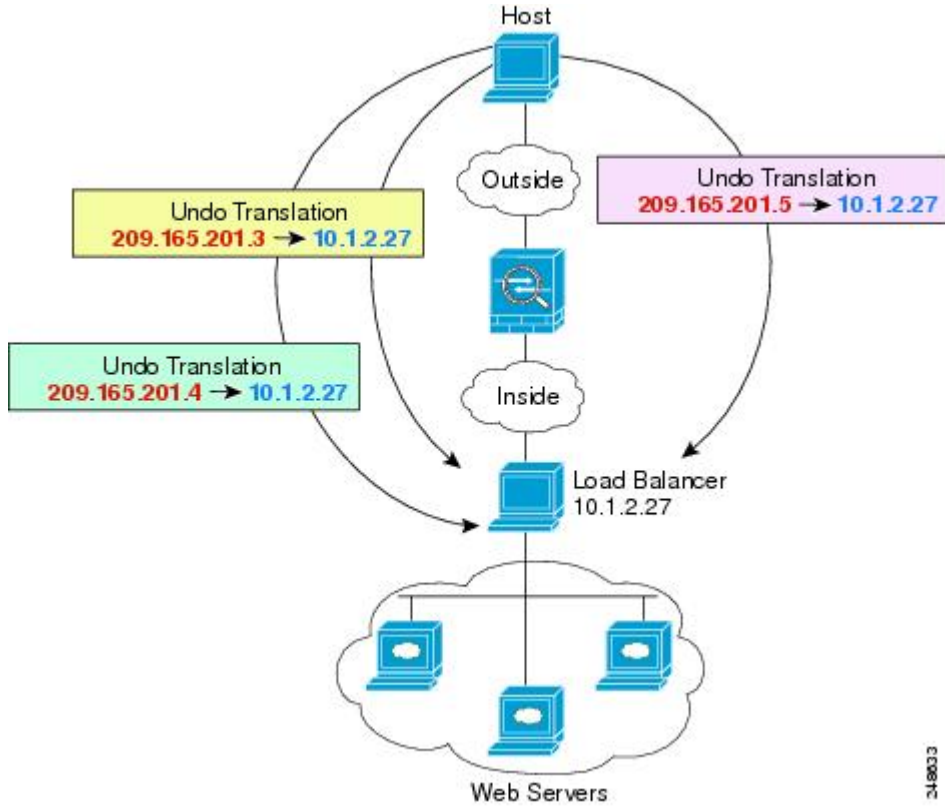 Host
Outside
Undo Translation
209.165.201.3 → 10.1.2.27
Undo Translation
209.165.201.5 → 10.1.2.27
Undo Translation
209.165.201.4 → 10.1.2.27
Inside
Load Balancer
10.1.2.27
Web Servers
248633